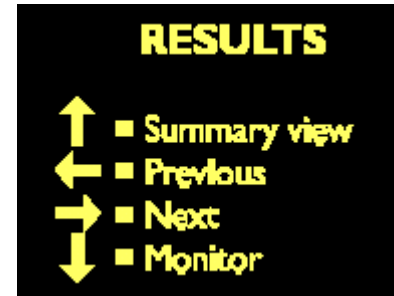 RESULTS
↑ ▪ Summary view
← ▪ Previous
→ ▪ Next
↓ ▪ Monitor